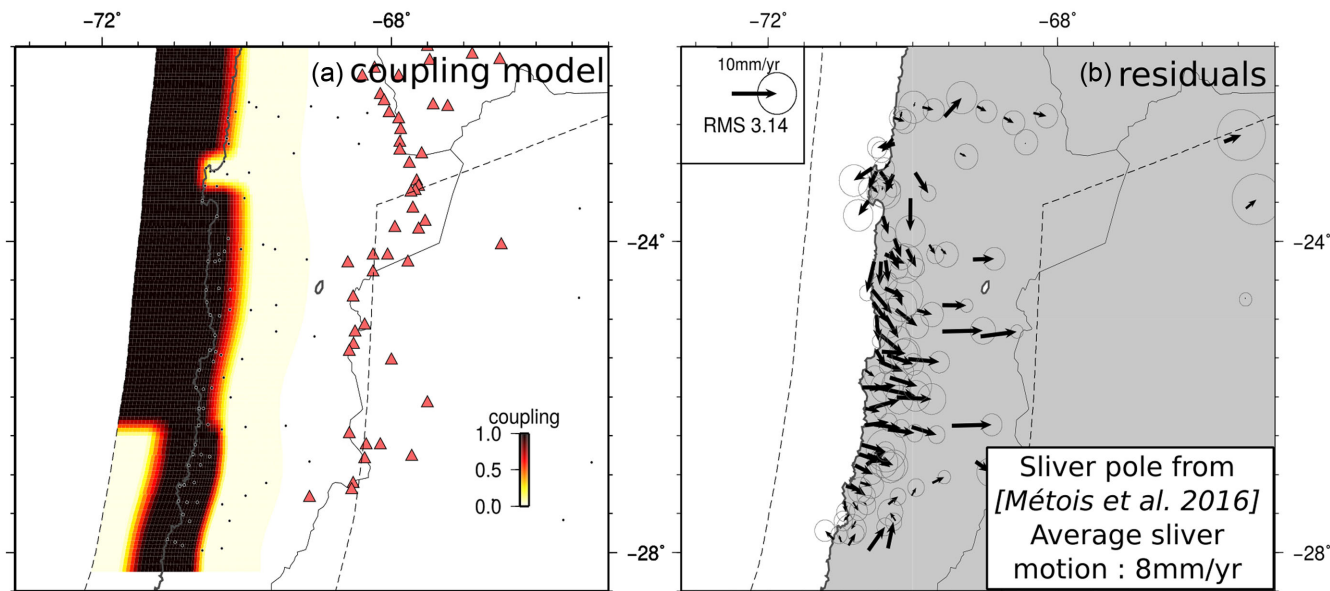 −72°
−68°
−72°
−68°
(a) coupling model
(b) residuals
10mm/yr
RMS 3.14
−24°
−24°
coupling
1.0
0.5
0.0
−28°
−28°
Sliver pole from
[Métois et al. 2016]
Average sliver
motion : 8mm/yr